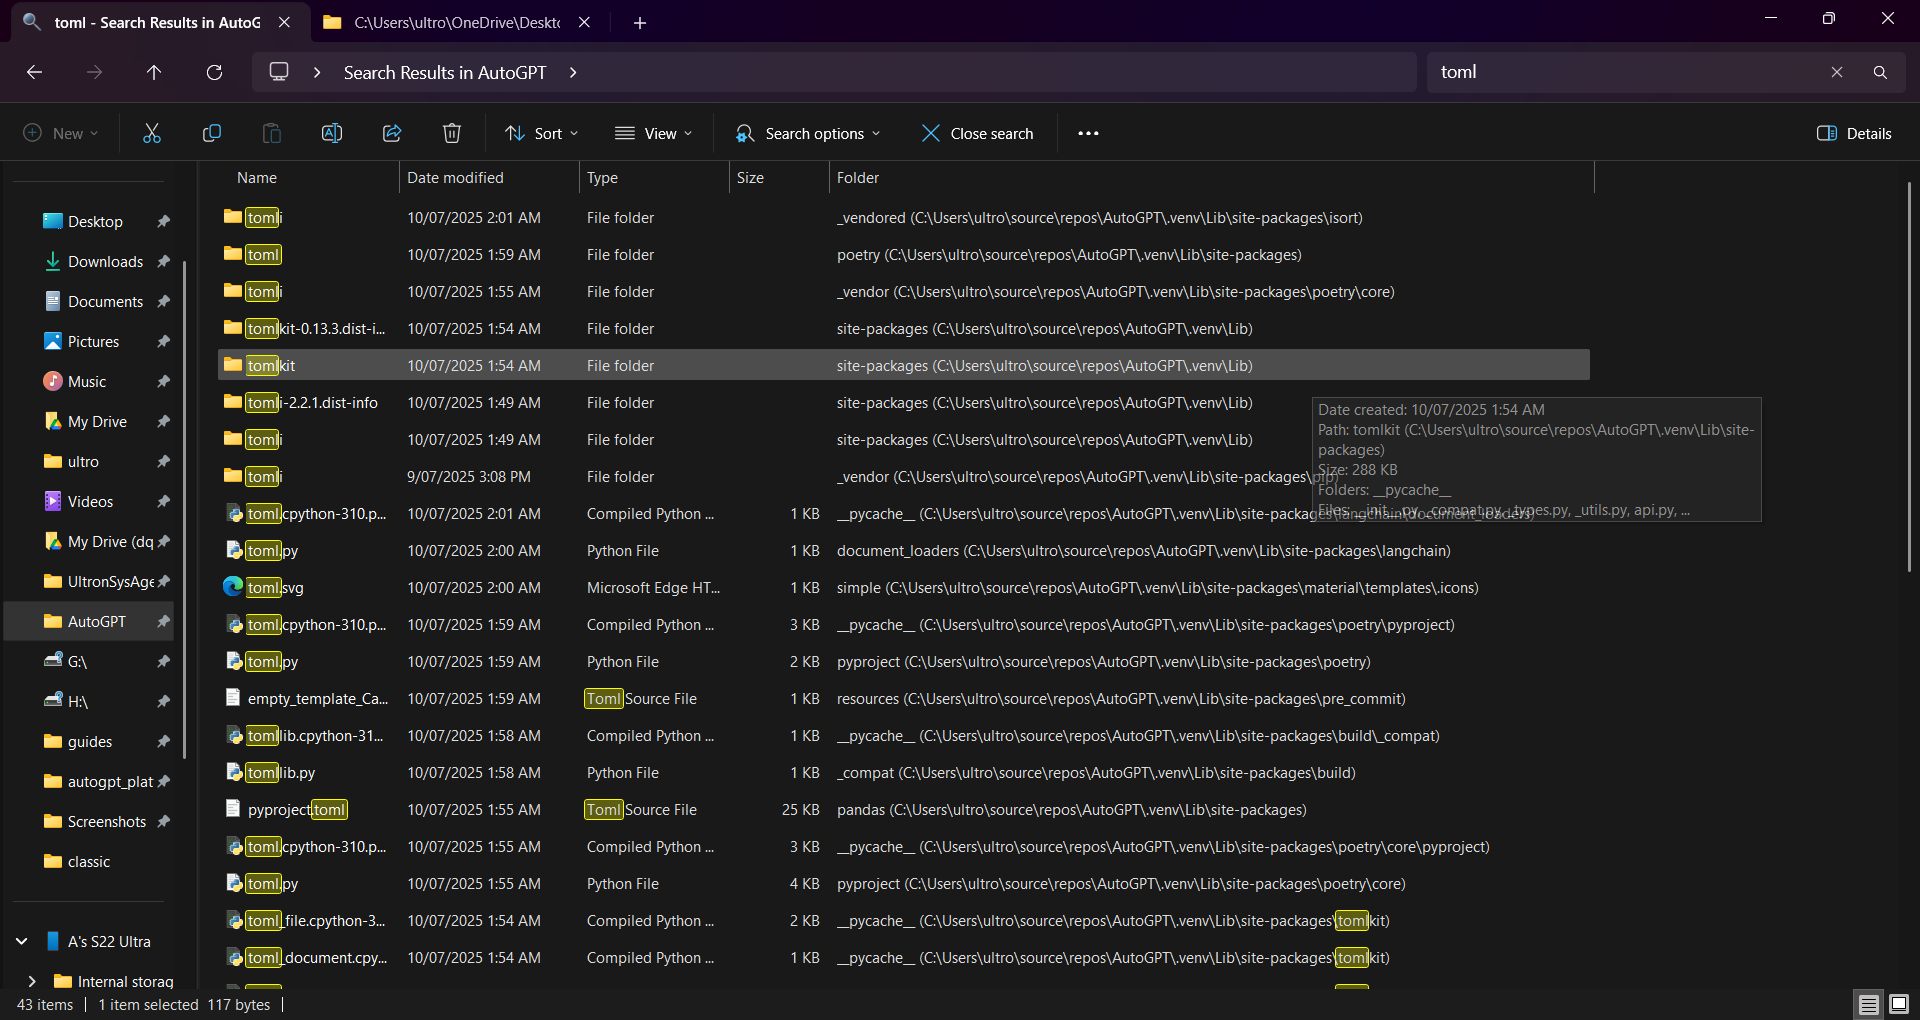 toml - Search Results in AutoG
C:\Users\ultro\OneDrive\Deskt
Search Results in AutoGPT
toml
New
Sort
View
Search options
Close search
Details
Name Date modified Type Size Folder
tomli 10/07/2025 2:01 AM File folder _vendored (C:\Users\ultro\source\repos\AutoGPT\.venv\Lib\site-packages\isort)
toml 10/07/2025 1:59 AM File folder poetry (C:\Users\ultro\source\repos\AutoGPT\.venv\Lib\site-packages)
tomli 10/07/2025 1:55 AM File folder _vendor (C:\Users\ultro\source\repos\AutoGPT\.venv\Lib\site-packages\poetry\core)
tomlkit-0.13.3.dist-i... 10/07/2025 1:54 AM File folder site-packages (C:\Users\ultro\source\repos\AutoGPT\.venv\Lib)
tomlkit 10/07/2025 1:54 AM File folder site-packages (C:\Users\ultro\source\repos\AutoGPT\.venv\Lib)
tomli-2.2.1.dist-info 10/07/2025 1:49 AM File folder site-packages (C:\Users\ultro\source\repos\AutoGPT\.venv\Lib)
tomli 10/07/2025 1:49 AM File folder site-packages (C:\Users\ultro\source\repos\AutoGPT\.venv\Lib)
tomli 9/07/2025 3:08 PM File folder _vendor (C:\Users\ultro\source\repos\AutoGPT\.venv\Lib\site-packages\pip)
toml.cpython-310.p... 10/07/2025 2:01 AM Compiled Python ... 1 KB __pycache__ (C:\Users\ultro\source\repos\AutoGPT\.venv\Lib\site-packages\langchain\document_loaders)
toml.py 10/07/2025 2:00 AM Python File 1 KB document_loaders (C:\Users\ultro\source\repos\AutoGPT\.venv\Lib\site-packages\langchain)
toml.svg 10/07/2025 2:00 AM Microsoft Edge HT... 1 KB simple (C:\Users\ultro\source\repos\AutoGPT\.venv\Lib\site-packages\material\templates\.icons)
toml.cpython-310.p... 10/07/2025 1:59 AM Compiled Python ... 3 KB __pycache__ (C:\Users\ultro\source\repos\AutoGPT\.venv\Lib\site-packages\poetry\pyproject)
toml.py 10/07/2025 1:59 AM Python File 2 KB pyproject (C:\Users\ultro\source\repos\AutoGPT\.venv\Lib\site-packages\poetry)
empty_template_Ca... 10/07/2025 1:59 AM Toml Source File 1 KB resources (C:\Users\ultro\source\repos\AutoGPT\.venv\Lib\site-packages\pre_commit)
tomllib.cpython-31... 10/07/2025 1:58 AM Compiled Python ... 1 KB __pycache__ (C:\Users\ultro\source\repos\AutoGPT\.venv\Lib\site-packages\build\_compat)
tomllib.py 10/07/2025 1:58 AM Python File 1 KB _compat (C:\Users\ultro\source\repos\AutoGPT\.venv\Lib\site-packages\build)
pyproject.toml 10/07/2025 1:55 AM Toml Source File 25 KB pandas (C:\Users\ultro\source\repos\AutoGPT\.venv\Lib\site-packages)
toml.cpython-310.p... 10/07/2025 1:55 AM Compiled Python ... 3 KB __pycache__ (C:\Users\ultro\source\repos\AutoGPT\.venv\Lib\site-packages\poetry\core\pyproject)
toml.py 10/07/2025 1:55 AM Python File 4 KB pyproject (C:\Users\ultro\source\repos\AutoGPT\.venv\Lib\site-packages\poetry\core)
toml_file.cpython-3... 10/07/2025 1:54 AM Compiled Python ... 2 KB __pycache__ (C:\Users\ultro\source\repos\AutoGPT\.venv\Lib\site-packages\tomlkit)
toml_document.cpy... 10/07/2025 1:54 AM Compiled Python ... 1 KB __pycache__ (C:\Users\ultro\source\repos\AutoGPT\.venv\Lib\site-packages\tomlkit)
Date created: 10/07/2025 1:54 AM
Path: tomlkit (C:\Users\ultro\source\repos\AutoGPT\.venv\Lib\site-
packages)
Size: 288 KB
Folders: __pycache__
Files: __init__.py, _compat.py, _types.py, _utils.py, api.py, ...
Desktop
Downloads
Documents
Pictures
Music
My Drive
ultro
Videos
My Drive (dq
UltronSysAge
AutoGPT
G:\
H:\
guides
autogpt_plat
Screenshots
classic
A's S22 Ultra
Internal storag
43 items
1 item selected 117 bytes